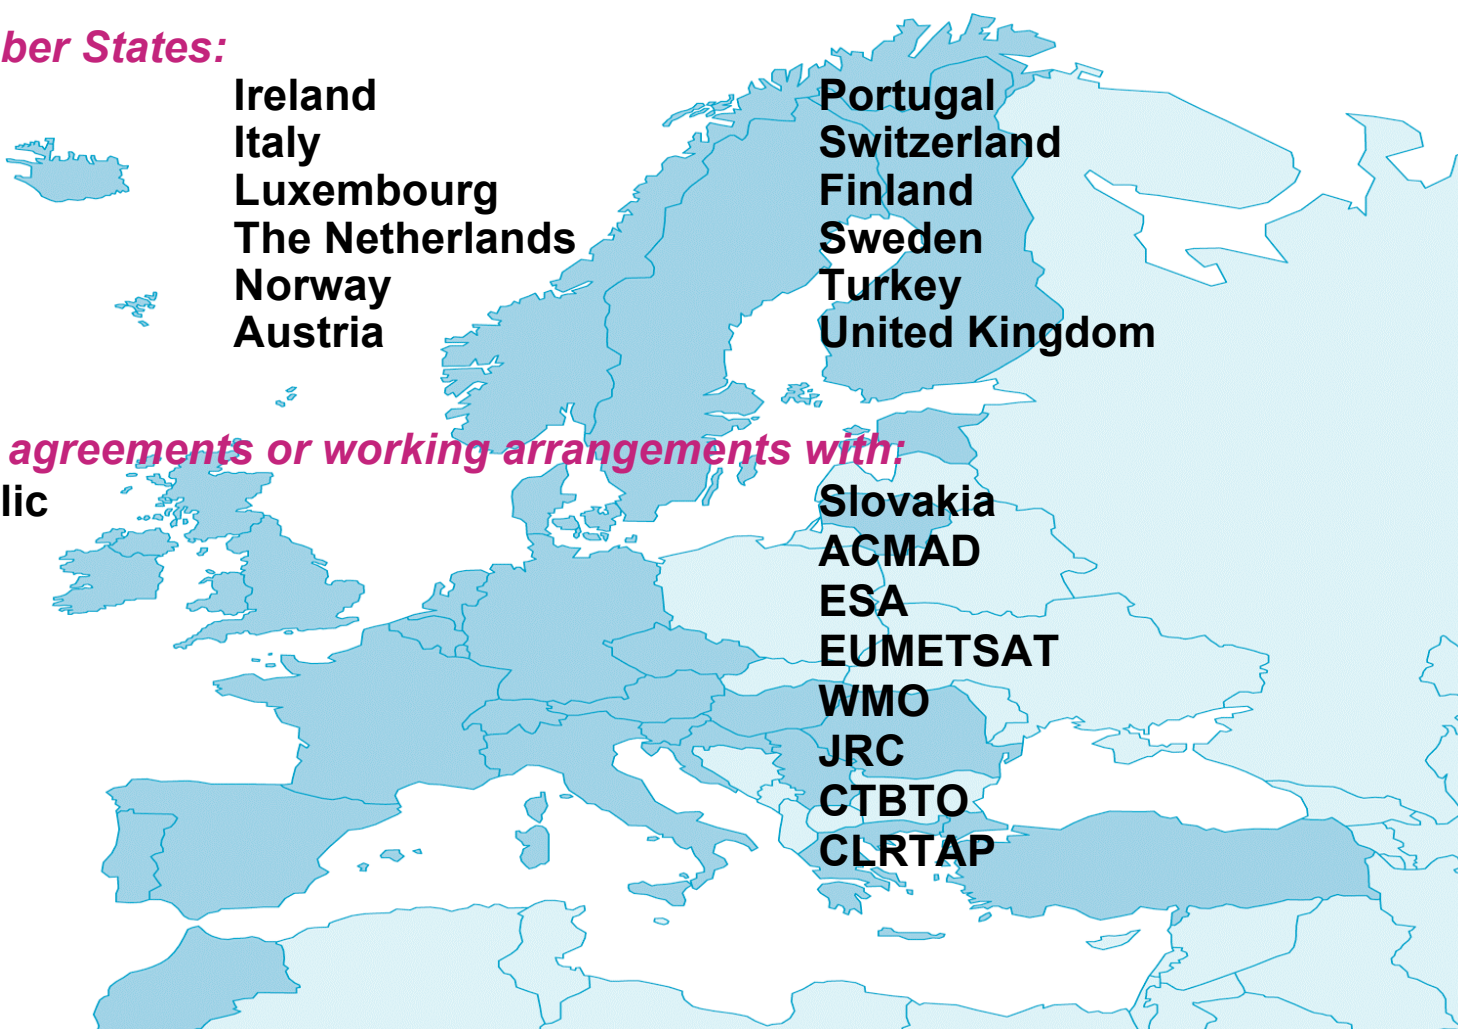 ber States:
Ireland
Italy
Luxembourg
The Netherlands
Norway
Austria
Portugal
Switzerland
Finland
Sweden
Turkey
United Kingdom
agreements or working arrangements with:
lic
Slovakia
ACMAD
ESA
EUMETSAT
WMO
JRC
CTBTO
CLRTAP